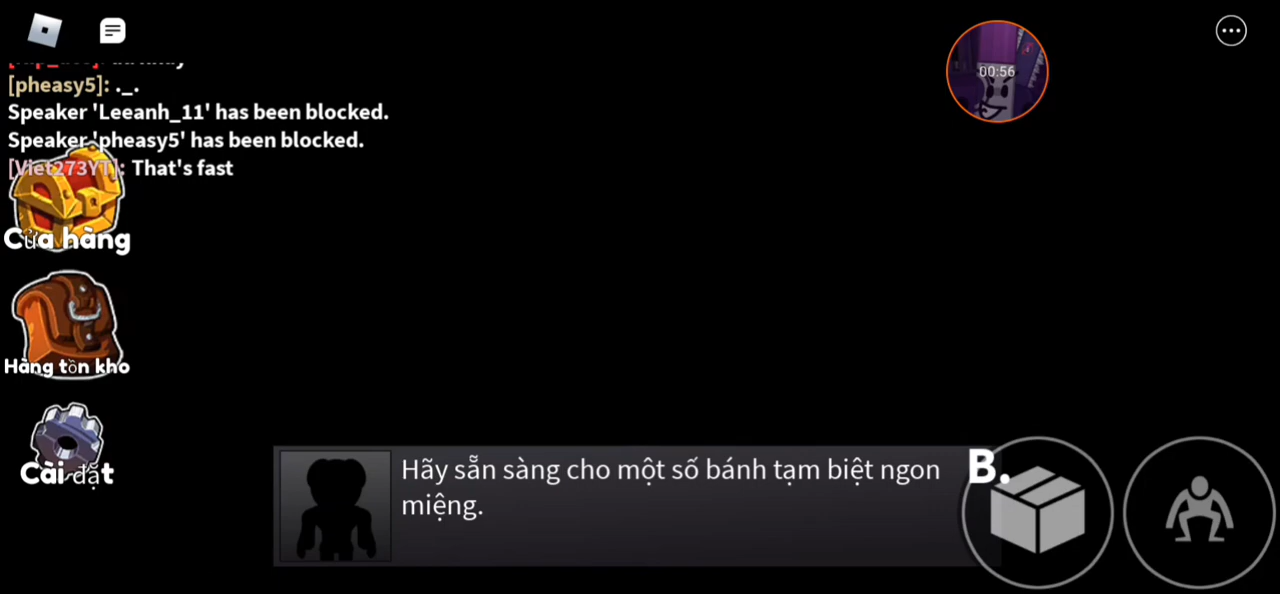 [pheasy5]: ._.
Speaker 'Leeanh_11' has been blocked.
Speaker 'pheasy5' has been blocked.
[Viet273YT]: That's fast
00:56
Cửa hàng
Hàng tồn kho
Cài đặt
Hãy sẵn sàng cho một số bánh tạm biệt ngon
miệng.
B.